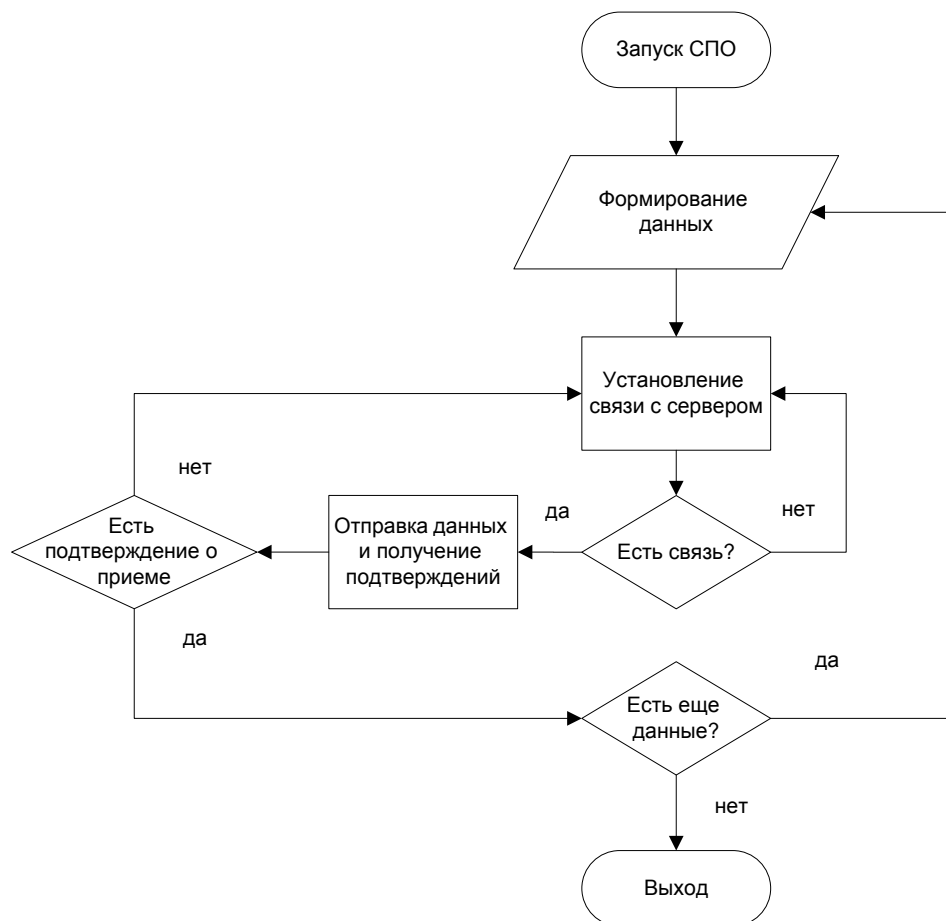 Запуск СПО
Формирование
данных
Установление
связи с сервером
нет
Есть
подтверждение о
приеме
Отправка данных
и получение
подтверждений
да
Есть связь?
нет
да
Есть еще
данные?
да
нет
Выход